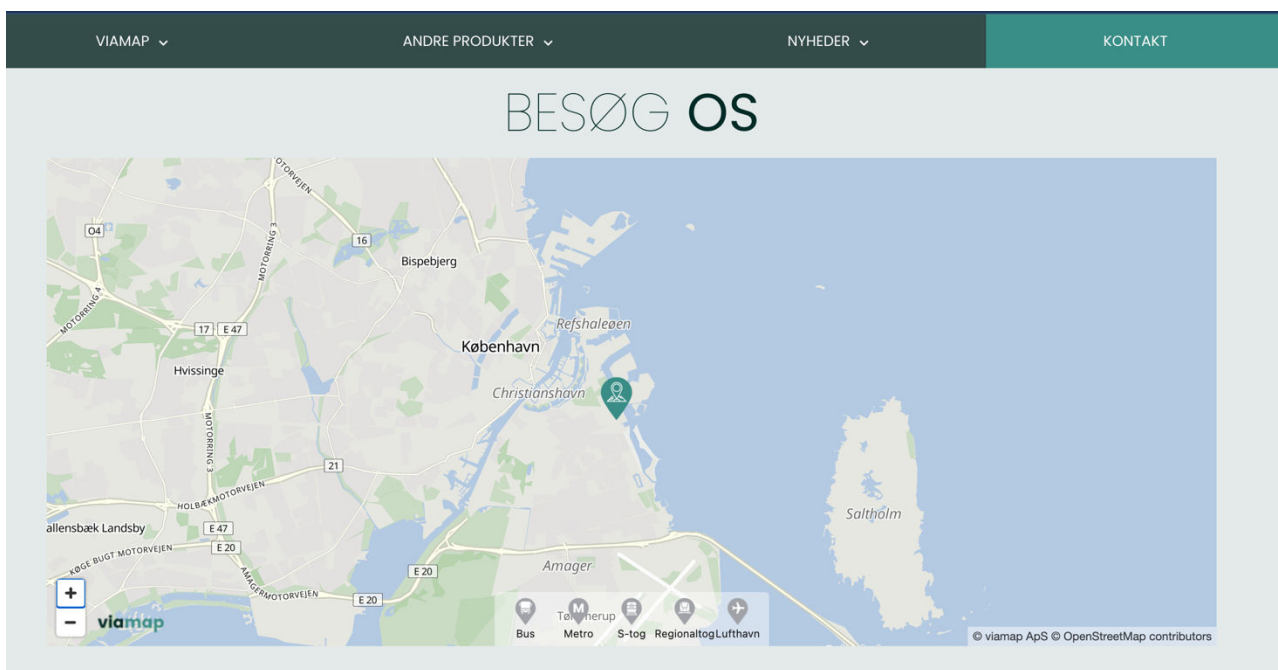 VIAMAP
ANDRE PRODUKTER
NYHEDER
KONTAKT
BESØG OS
MOTORVEJEN
MOTORVEJEN
O4
MOTORRING 3
16
Bispebjerg
MOTORRING 4
17
E 47
Refshaleøen
København
Hvissinge
Christianshavn
MOTORRING 3
21
HOLBÆKMOTORVEJEN
Saltholm
allensbæk Landsby
E 47
KØGE BUGT MOTORVEJEN
E 20
Amager
E 20
AMAGERMOTORVEJEN
E 20
+
−
viamap
Bus
Metro
S-tog
Regionaltog
Lufthavn
© viamap ApS © OpenStreetMap contributors